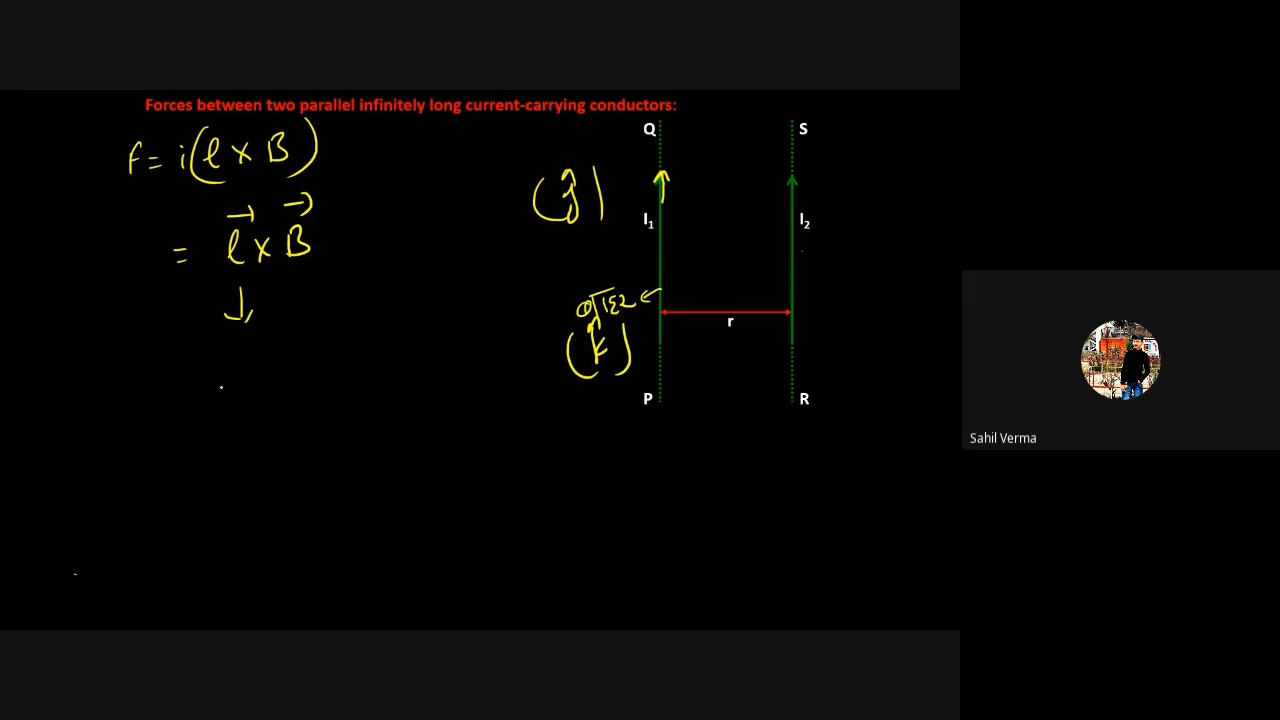 Forces between two parallel infinitely long current-carrying conductors:
F = i(l × B)
= l⃗ × B⃗
(ĵ)
(k̂)
Q
S
I₁
I₂
r
P
R
Sahil Verma